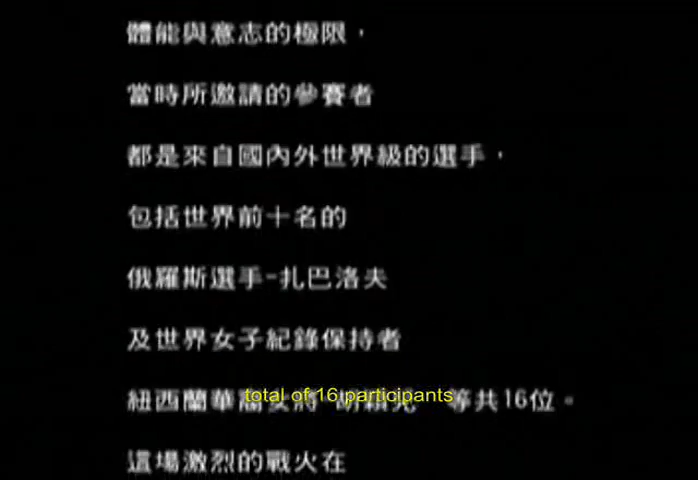 體能與意志的極限，
當時所邀請的參賽者
都是來自國內外世界級的選手，
包括世界前十名的
俄羅斯選手-扎巴洛夫
及世界女子紀錄保持者
紐西蘭華裔女將 胡 等共16位。
total of 16 participants
這場激烈的戰火在